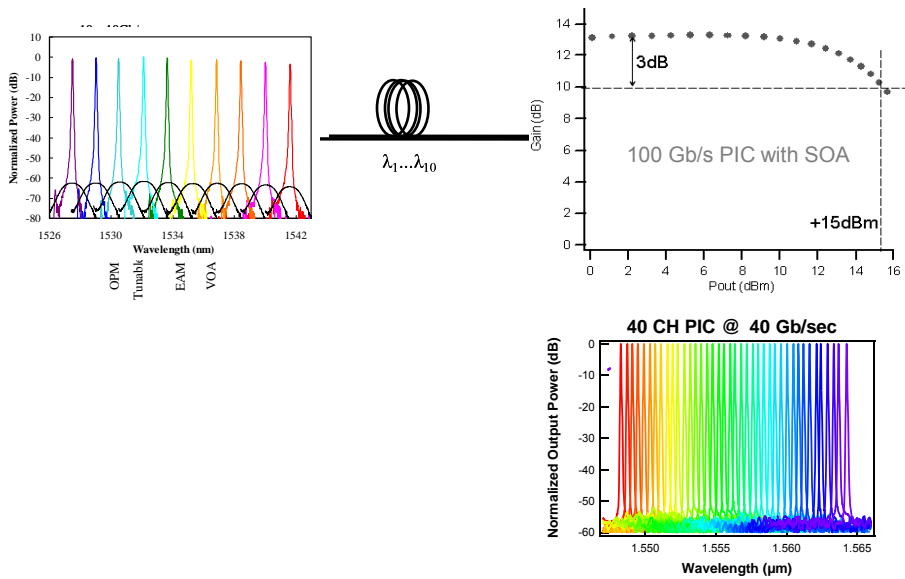 10
0
-10
-20
-30
-40
-50
-60
-70
-80
Normalized Power (dB)
1526
1530
1534
1538
1542
Wavelength (nm)
OPM
Tunabk
EAM
VOA
λ1...λ10
14
12
10
8
6
4
2
0
Gain (dB)
3dB
100 Gb/s PIC with SOA
+15dBm
0 2 4 6 8 10 12 14 16
Pout (dBm)
40 CH PIC @ 40 Gb/sec
0
-10
-20
-30
-40
-50
-60
Normalized Output Power (dB)
1.550
1.555
1.560
1.565
Wavelength (µm)